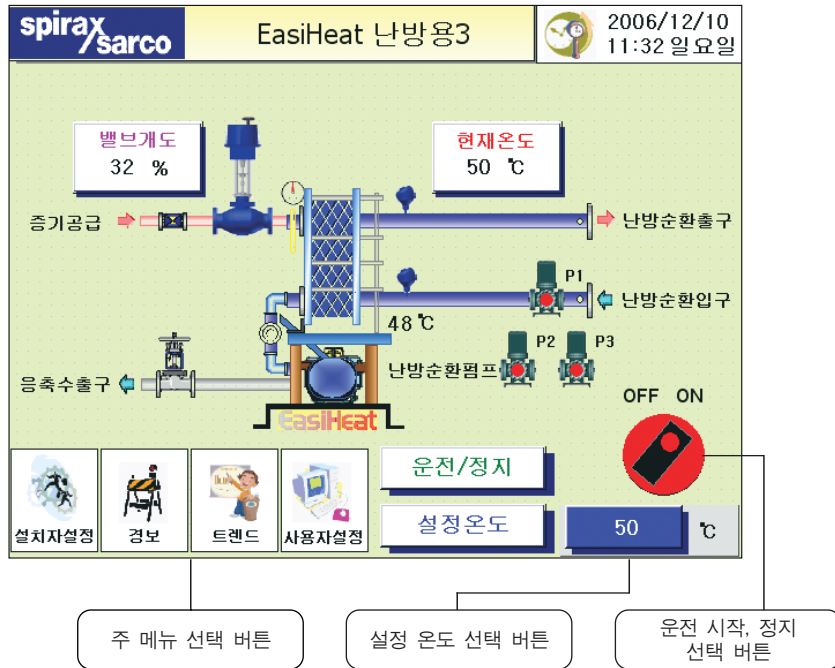 spirax
sarco
EasiHeat 난방용3
2006/12/10
11:32 일요일
밸브개도
32 %
현재온도
50 ℃
증기공급
난방순환출구
P1
난방순환입구
48 ℃
P2
P3
난방순환펌프
응축수출구
EasiHeat
OFF ON
운전/정지
설치자설정
경보
트렌드
사용자설정
설정온도
50
℃
주 메뉴 선택 버튼
설정 온도 선택 버튼
운전 시작, 정지
선택 버튼